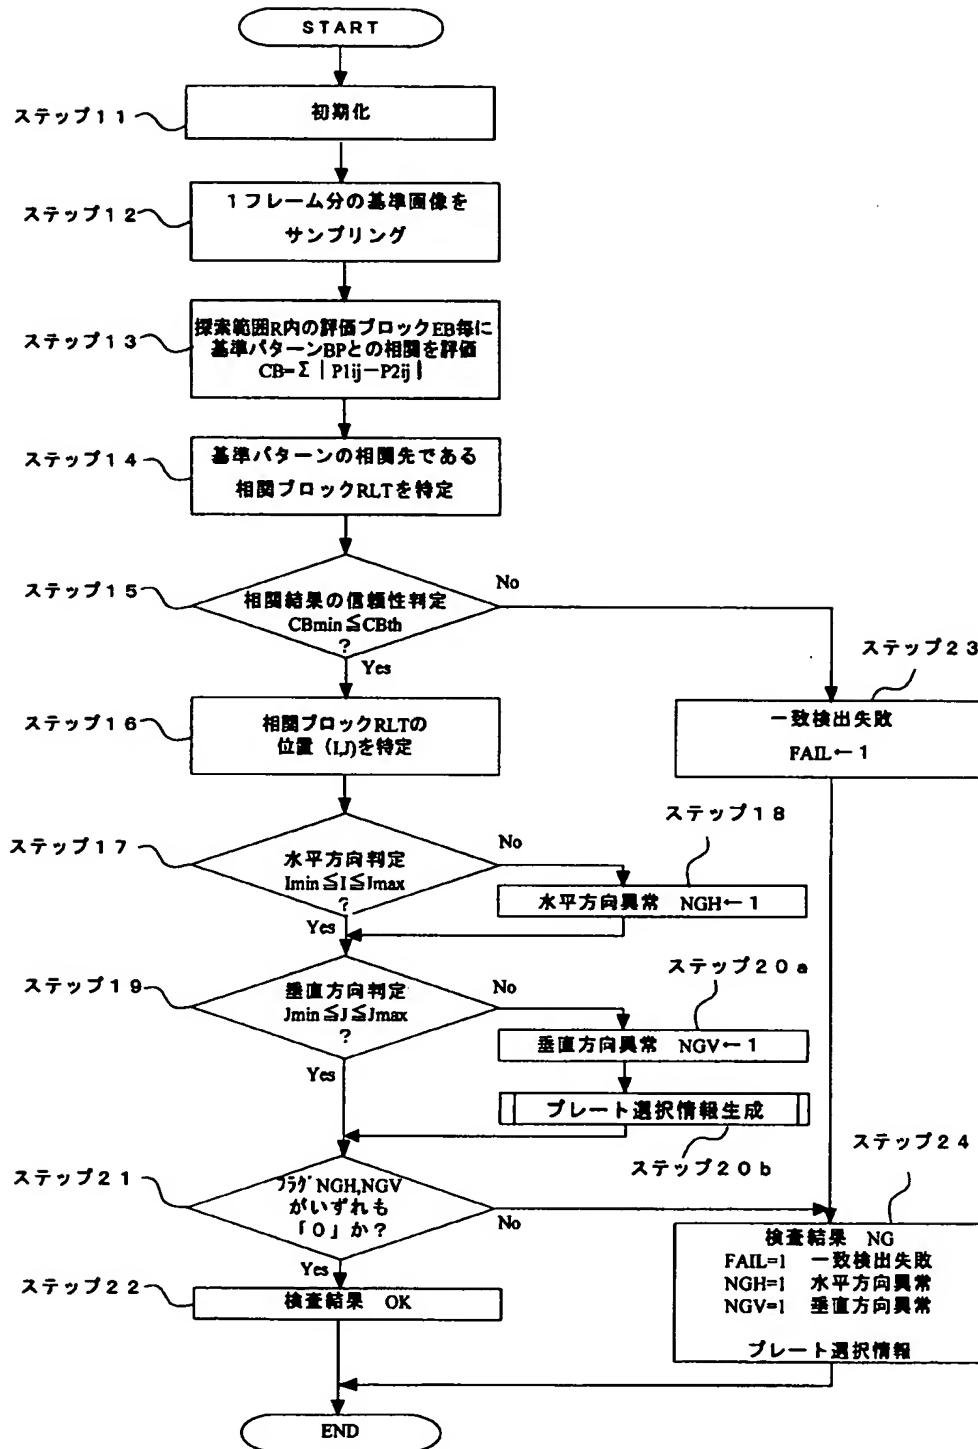 START
ステップ11
初期化
ステップ12
1フレーム分の基準画像を
サンプリング
ステップ13
探索範囲R内の評価ブロックEB毎に
基準パターンBPとの相関を評価
CB=Σ|P1ij−P2ij|
ステップ14
基準パターンの相関先である
相関ブロックRLTを特定
ステップ15
相関結果の信頼性判定
CBmin≦CBth
?
No
Yes
ステップ23
一致検出失敗
FAIL←1
ステップ16
相関ブロックRLTの
位置(I,J)を特定
ステップ17
水平方向判定
Imin≦I≦Jmax
?
No
Yes
ステップ18
水平方向異常 NGH←1
ステップ19
垂直方向判定
Jmin≦J≦Jmax
?
No
Yes
ステップ20a
垂直方向異常 NGV←1
プレート選択情報生成
ステップ20b
ステップ21
フラグNGH,NGV
がいずれも
「0」か?
No
Yes
ステップ24
検査結果 NG
FAIL=1 一致検出失敗
NGH=1 水平方向異常
NGV=1 垂直方向異常
プレート選択情報
ステップ22
検査結果 OK
END